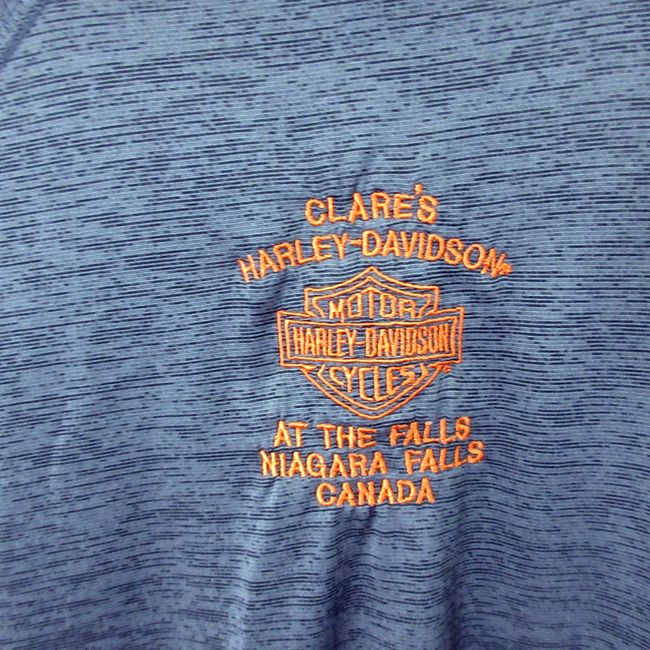 CLARE'S
HARLEY-DAVIDSON®
MOTOR
HARLEY-DAVIDSON
CYCLES
AT THE FALLS
NIAGARA FALLS
CANADA